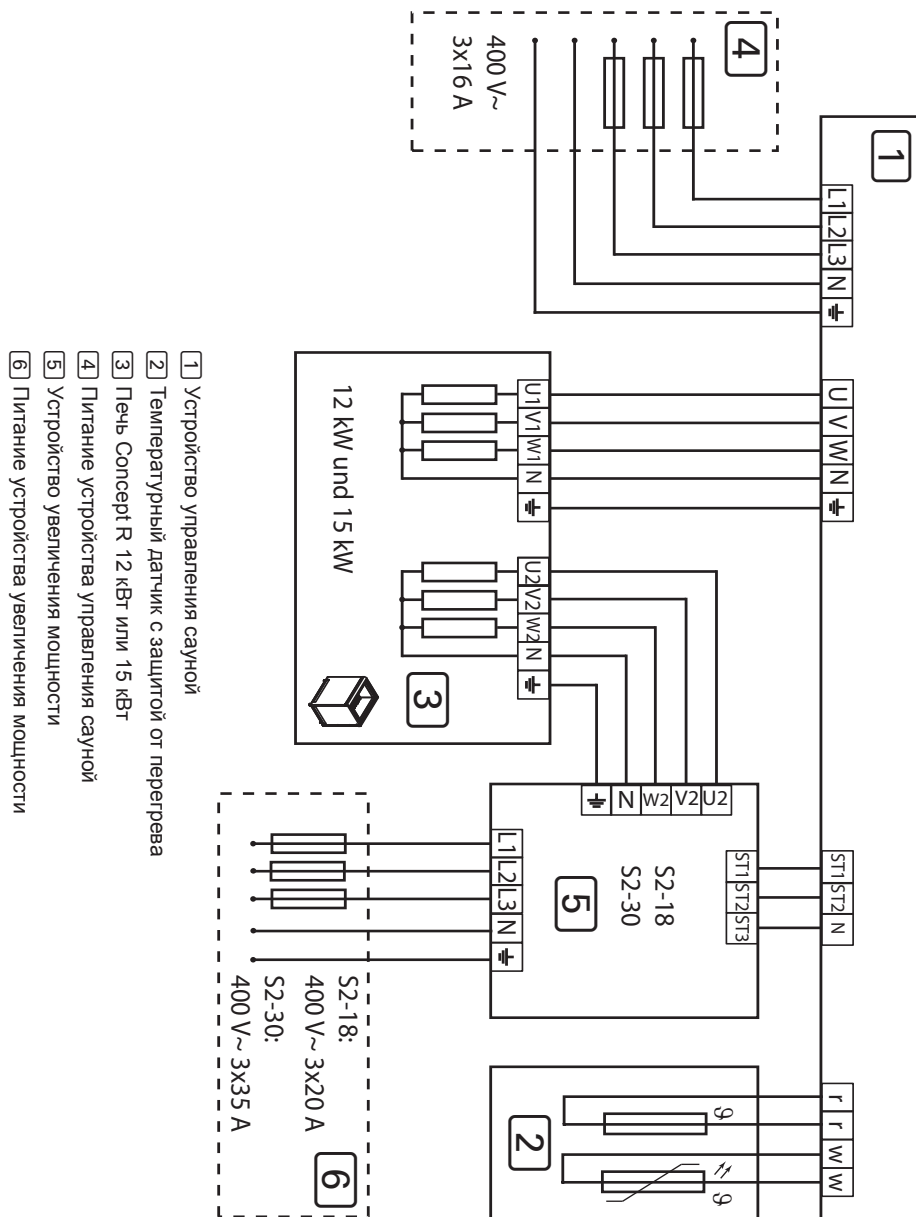 4
400 V~
3x16 A
1
L1 L2 L3 N
U V W N
ST1 ST2 N
r r w w
U1 V1 W1 N
U2 V2 W2 N
12 kW und 15 kW
3
N W2 V2 U2
ST1 ST2 ST3
S2-18
S2-30
5
L1 L2 L3 N
S2-18:
400 V~ 3x20 A
S2-30:
400 V~ 3x35 A
6
ϑ
ϑ
2
1 Устройство управления сауной
2 Температурный датчик с защитой от перегрева
3 Печь Concept R 12 кВт или 15 кВт
4 Питание устройства управления сауной
5 Устройство увеличения мощности
6 Питание устройства увеличения мощности